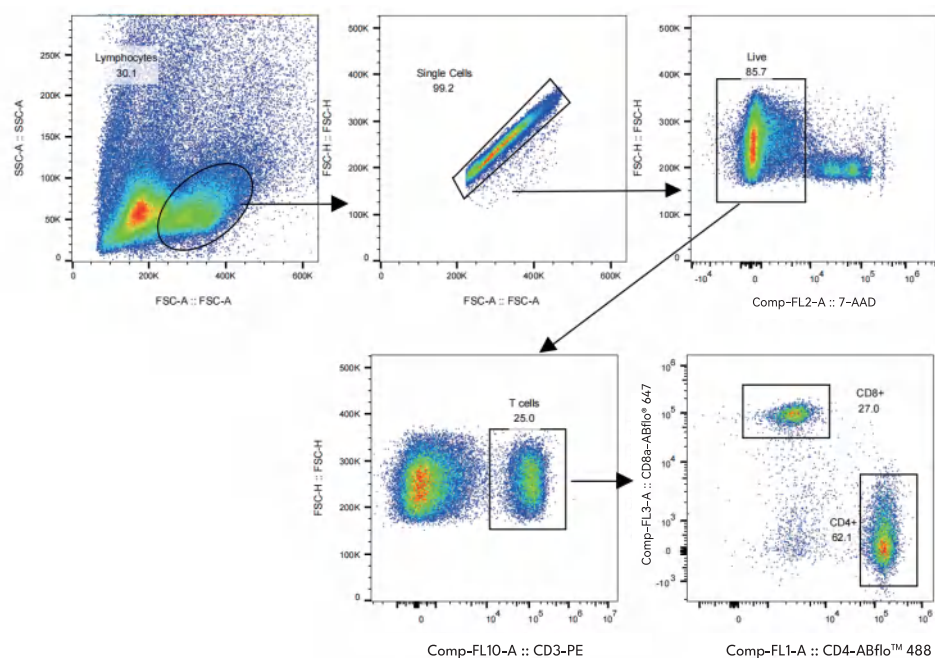 250K
200K
150K
100K
50K
0
SSC-A :: SSC-A
Lymphocytes
30.1
0
200K
400K
600K
FSC-A :: FSC-A
500K
400K
300K
200K
100K
0
FSC-H :: FSC-H
Single Cells
99.2
0
200K
400K
600K
FSC-A :: FSC-A
500K
400K
300K
200K
100K
0
FSC-H :: FSC-H
Live
85.7
-10⁴
0
10⁴
10⁵
10⁶
Comp-FL2-A :: 7-AAD
500K
400K
300K
200K
100K
0
FSC-H :: FSC-H
T cells
25.0
0
10⁴
10⁵
10⁶
10⁷
Comp-FL10-A :: CD3-PE
10⁶
10⁵
10⁴
10³
0
-10³
Comp-FL3-A :: CD8a-ABflo® 647
CD8+
27.0
CD4+
62.1
0
10⁴
10⁵
10⁶
Comp-FL1-A :: CD4-ABflo™ 488